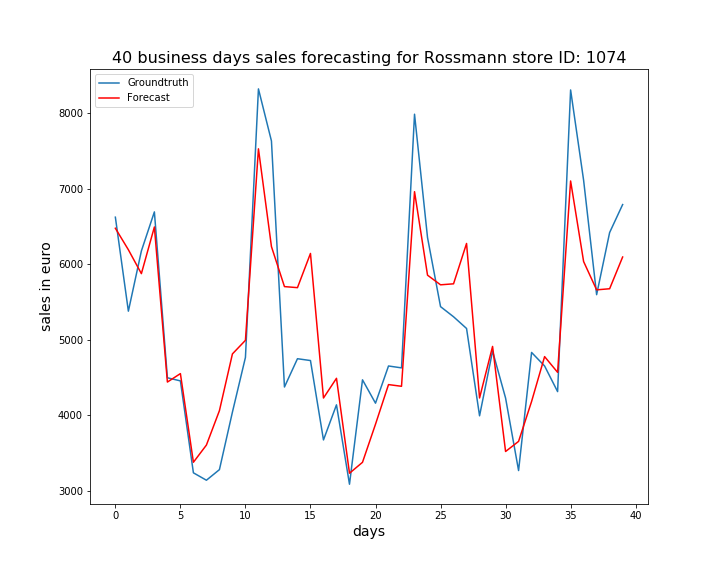 40 business days sales forecasting for Rossmann store ID: 1074
Groundtruth
Forecast
8000
7000
6000
5000
4000
3000
sales in euro
0 5 10 15 20 25 30 35 40
days